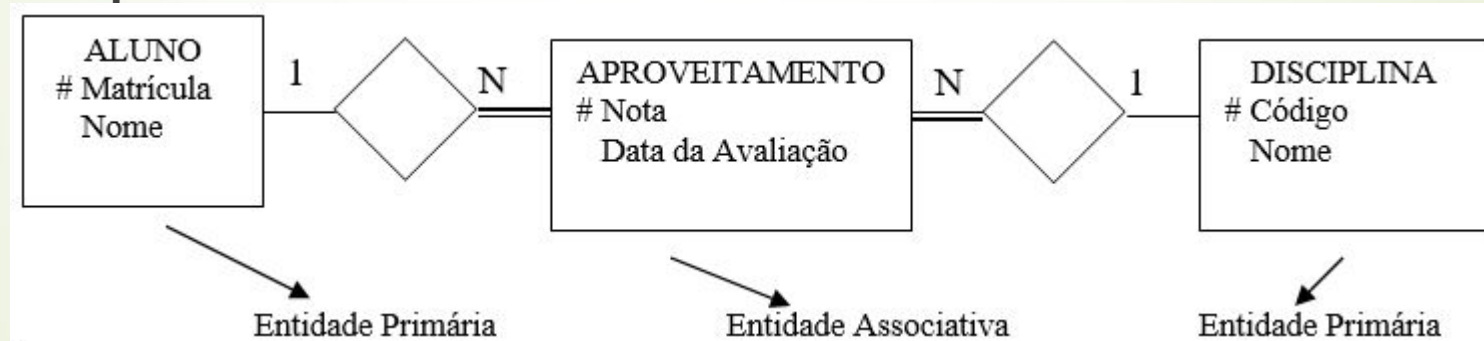 ALUNO
# Matrícula
Nome
1
N
APROVEITAMENTO
# Nota
Data da Avaliação
N
1
DISCIPLINA
# Código
Nome
Entidade Primária
Entidade Associativa
Entidade Primária